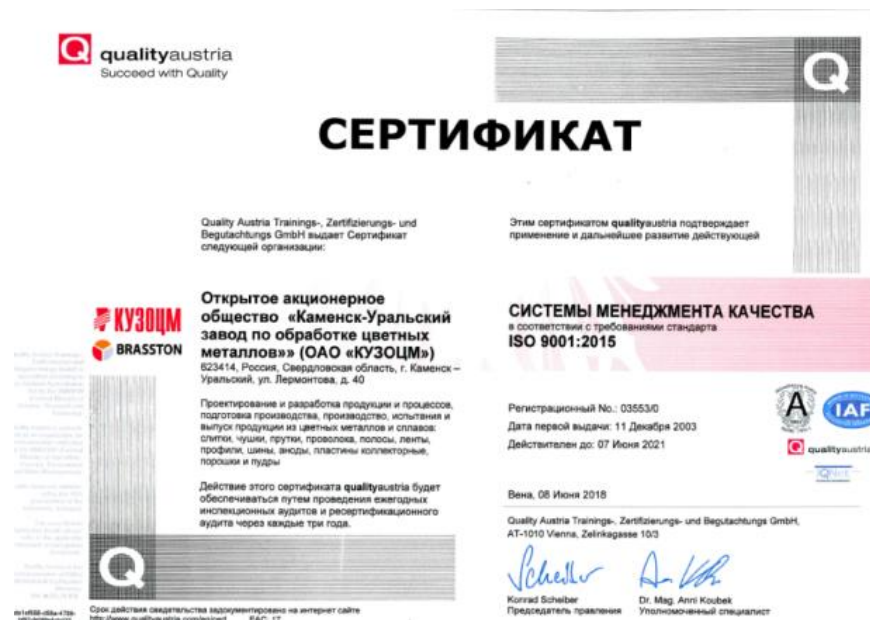 Q qualityaustria
Succeed with Quality
Q
СЕРТИФИКАТ
Quality Austria Trainings-, Zertifizierungs- und
Begutachtungs GmbH выдает Сертификат
следующей организации:
КУЗОЦМ
BRASSTON
Открытое акционерное
общество «Каменск-Уральский
завод по обработке цветных
металлов»» (ОАО «КУЗОЦМ»)
623414, Россия, Свердловская область, г. Каменск –
Уральский, ул. Лермонтова, д. 40
Проектирование и разработка продукции и процессов,
подготовка производства, производство, испытания и
выпуск продукции из цветных металлов и сплавов:
слитки, чушки, прутки, проволока, полосы, ленты,
профили, шины, аноды, пластины коллекторные,
порошки и пудры
Действие этого сертификата qualityaustria будет
обеспечиваться путем проведения ежегодных
инспекционных аудитов и ресертификационного
аудита через каждые три года.
Q
Срок действия свидетельства задокументировано на интернет сайте
EAC: 17
Этим сертификатом qualityaustria подтверждает
применение и дальнейшее развитие действующей
СИСТЕМЫ МЕНЕДЖМЕНТА КАЧЕСТВА
в соответствии с требованиями стандарта
ISO 9001:2015
Регистрационный No.: 03553/0
Дата первой выдачи: 11 Декабря 2003
Действителен до: 07 Июня 2021
A
IAF
Q qualityaustria
IQNet
Вена, 08 Июня 2018
Quality Austria Trainings-, Zertifizierungs- und Begutachtungs GmbH,
AT-1010 Vienna, Zelinkagasse 10/3
Konrad Scheiber
Председатель правления
Dr. Mag. Anni Koubek
Уполномоченный специалист